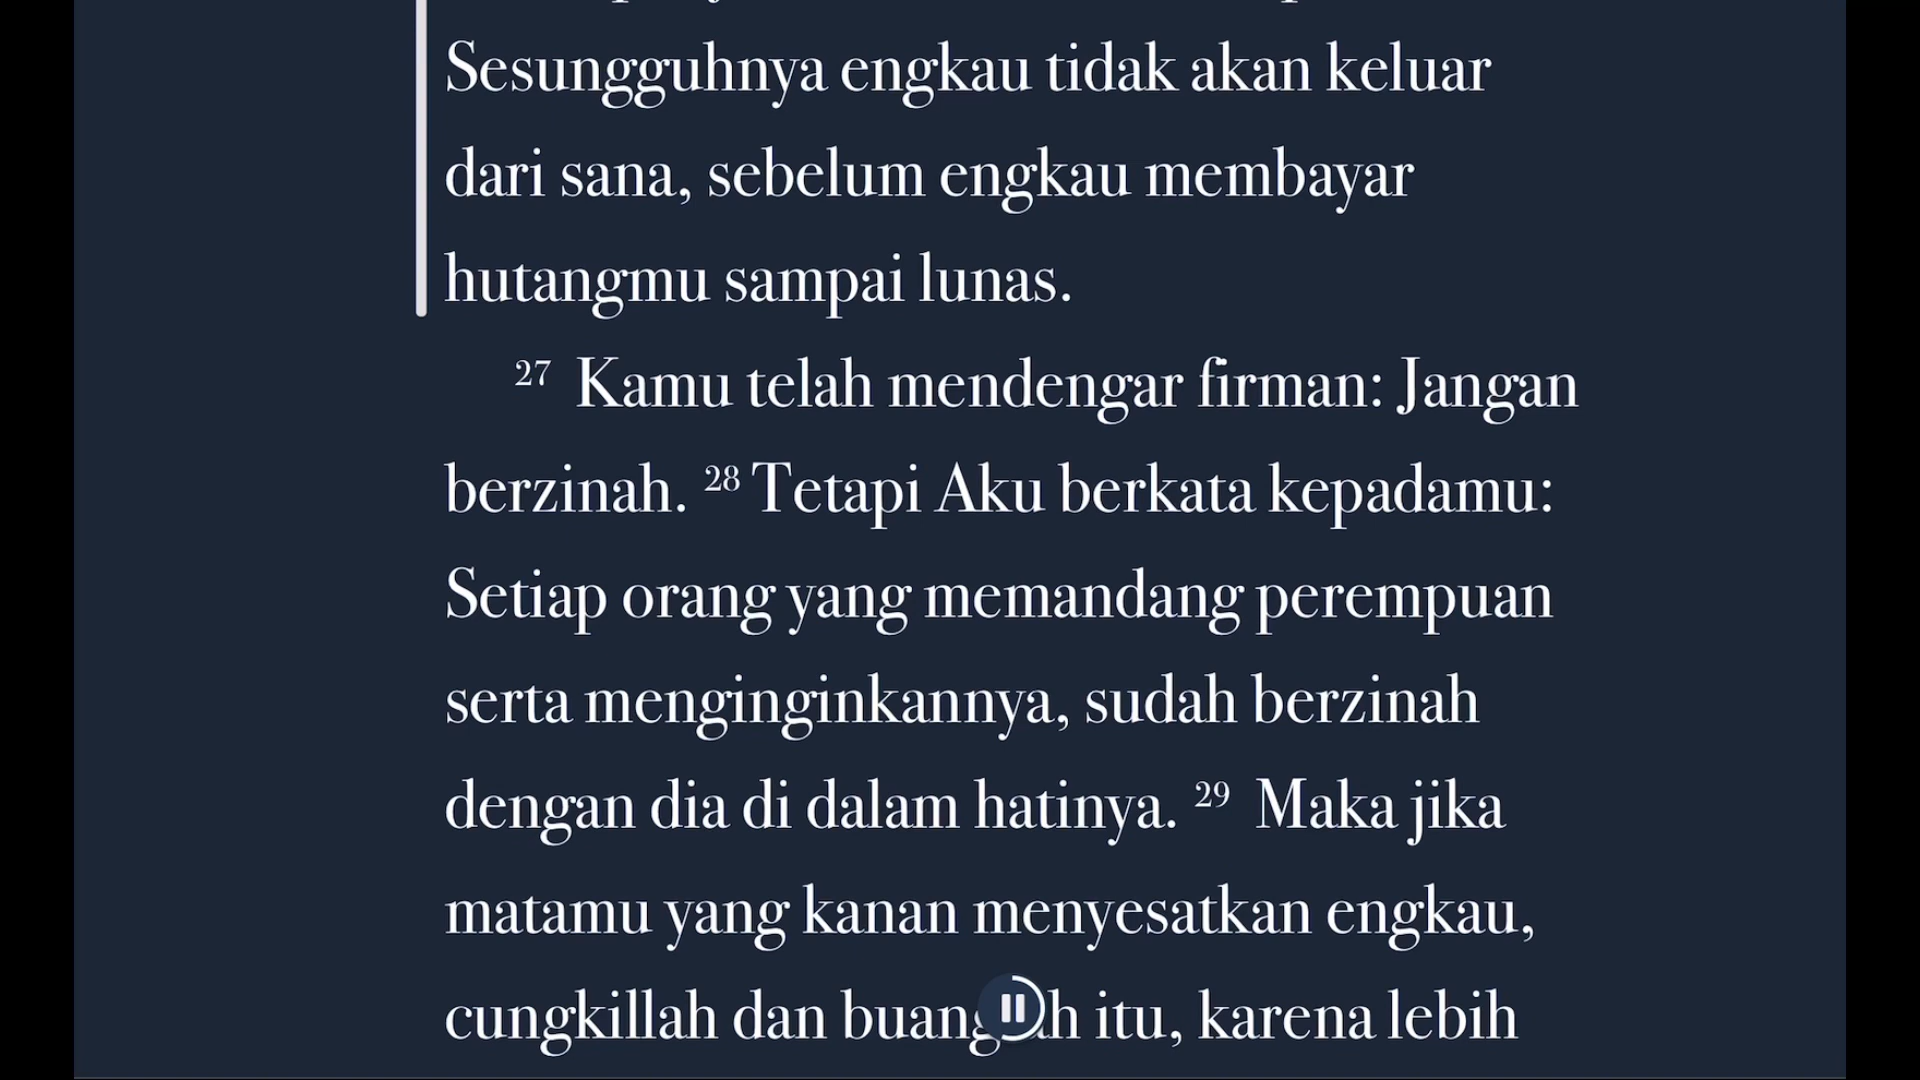 Sesungguhnya engkau tidak akan keluar
dari sana, sebelum engkau membayar
hutangmu sampai lunas.
27 Kamu telah mendengar firman: Jangan
berzinah. 28 Tetapi Aku berkata kepadamu:
Setiap orang yang memandang perempuan
serta menginginkannya, sudah berzinah
dengan dia di dalam hatinya. 29 Maka jika
matamu yang kanan menyesatkan engkau,
cungkillah dan itu, karena lebih